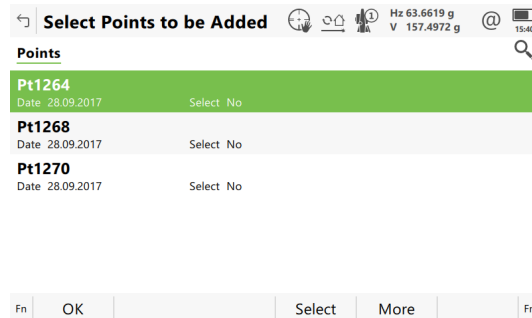 Select Points to be Added
1
Hz 63.6619 g
V 157.4972 g
@
15:40
Points
Pt1264
Date 28.09.2017 Select No
Pt1268
Date 28.09.2017 Select No
Pt1270
Date 28.09.2017 Select No
Fn OK Select More